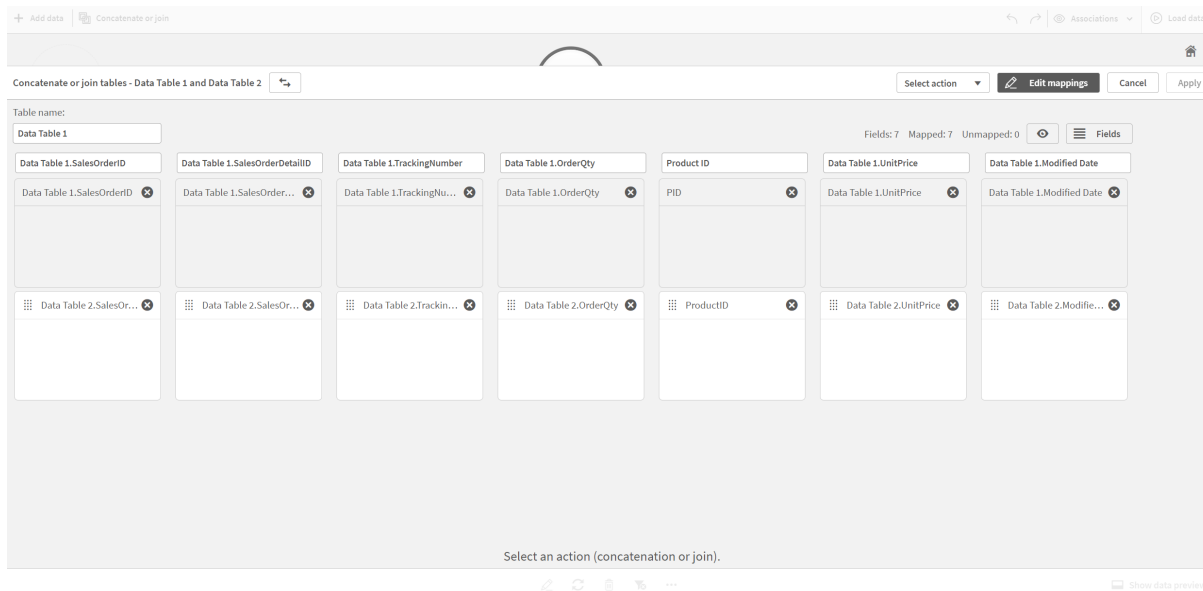 Add data Concatenate or join Associations Load data
Concatenate or join tables - Data Table 1 and Data Table 2 Select action Edit mappings Cancel Apply
Table name:
Data Table 1 Fields: 7 Mapped: 7 Unmapped: 0 Fields
Data Table 1.SalesOrderID Data Table 1.SalesOrderDetailID Data Table 1.TrackingNumber Data Table 1.OrderQty Product ID Data Table 1.UnitPrice Data Table 1.Modified Date
Data Table 1.SalesOrderID Data Table 1.SalesOrder... Data Table 1.TrackingNu... Data Table 1.OrderQty PID Data Table 1.UnitPrice Data Table 1.Modified Date
Data Table 2.SalesOr... Data Table 2.SalesOr... Data Table 2.Trackin... Data Table 2.OrderQty ProductID Data Table 2.UnitPrice Data Table 2.Modifie...
Select an action (concatenation or join).
Show data preview